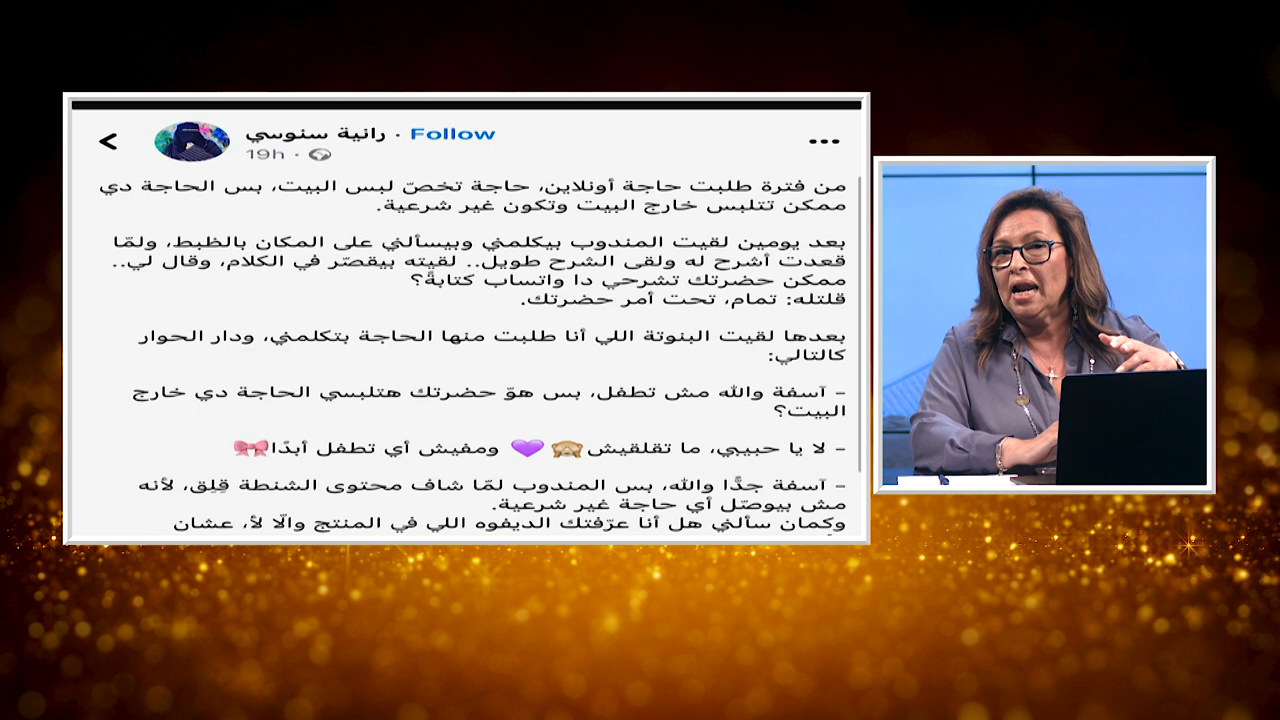 رانية سنوسي · Follow
19h ·
من فترة طلبت حاجة أونلاين، حاجة تخصّ لبس البيت، بس الحاجة دي
ممكن تتلبس خارج البيت وتكون غير شرعية.
بعد يومين لقيت المندوب بيكلمني وبيسألني على المكان بالظبط، ولمّا
قعدت أشرح له ولقى الشرح طويل.. لقيته بيقصّر في الكلام، وقال لي..
ممكن حضرتك تشرحي دا واتساب كتابةً؟
قلتله: تمام، تحت أمر حضرتك.
بعدها لقيت البنوتة اللي أنا طلبت منها الحاجة بتكلمني، ودار الحوار
كالتالي:
– آسفة والله مش تطفل، بس هوّ حضرتك هتلبسي الحاجة دي خارج
البيت؟
– لا يا حبيبي، ما تقلقيش🙈💜 ومفيش أي تطفل أبدًا🎀
– آسفة جدًّا والله، بس المندوب لمّا شاف محتوى الشنطة قِلِق، لأنه
مش بيوصّل أي حاجة غير شرعية.
وكمان سألني هل أنا عرّفتك الديفوه اللي في المنتج والّا لأ، عشان